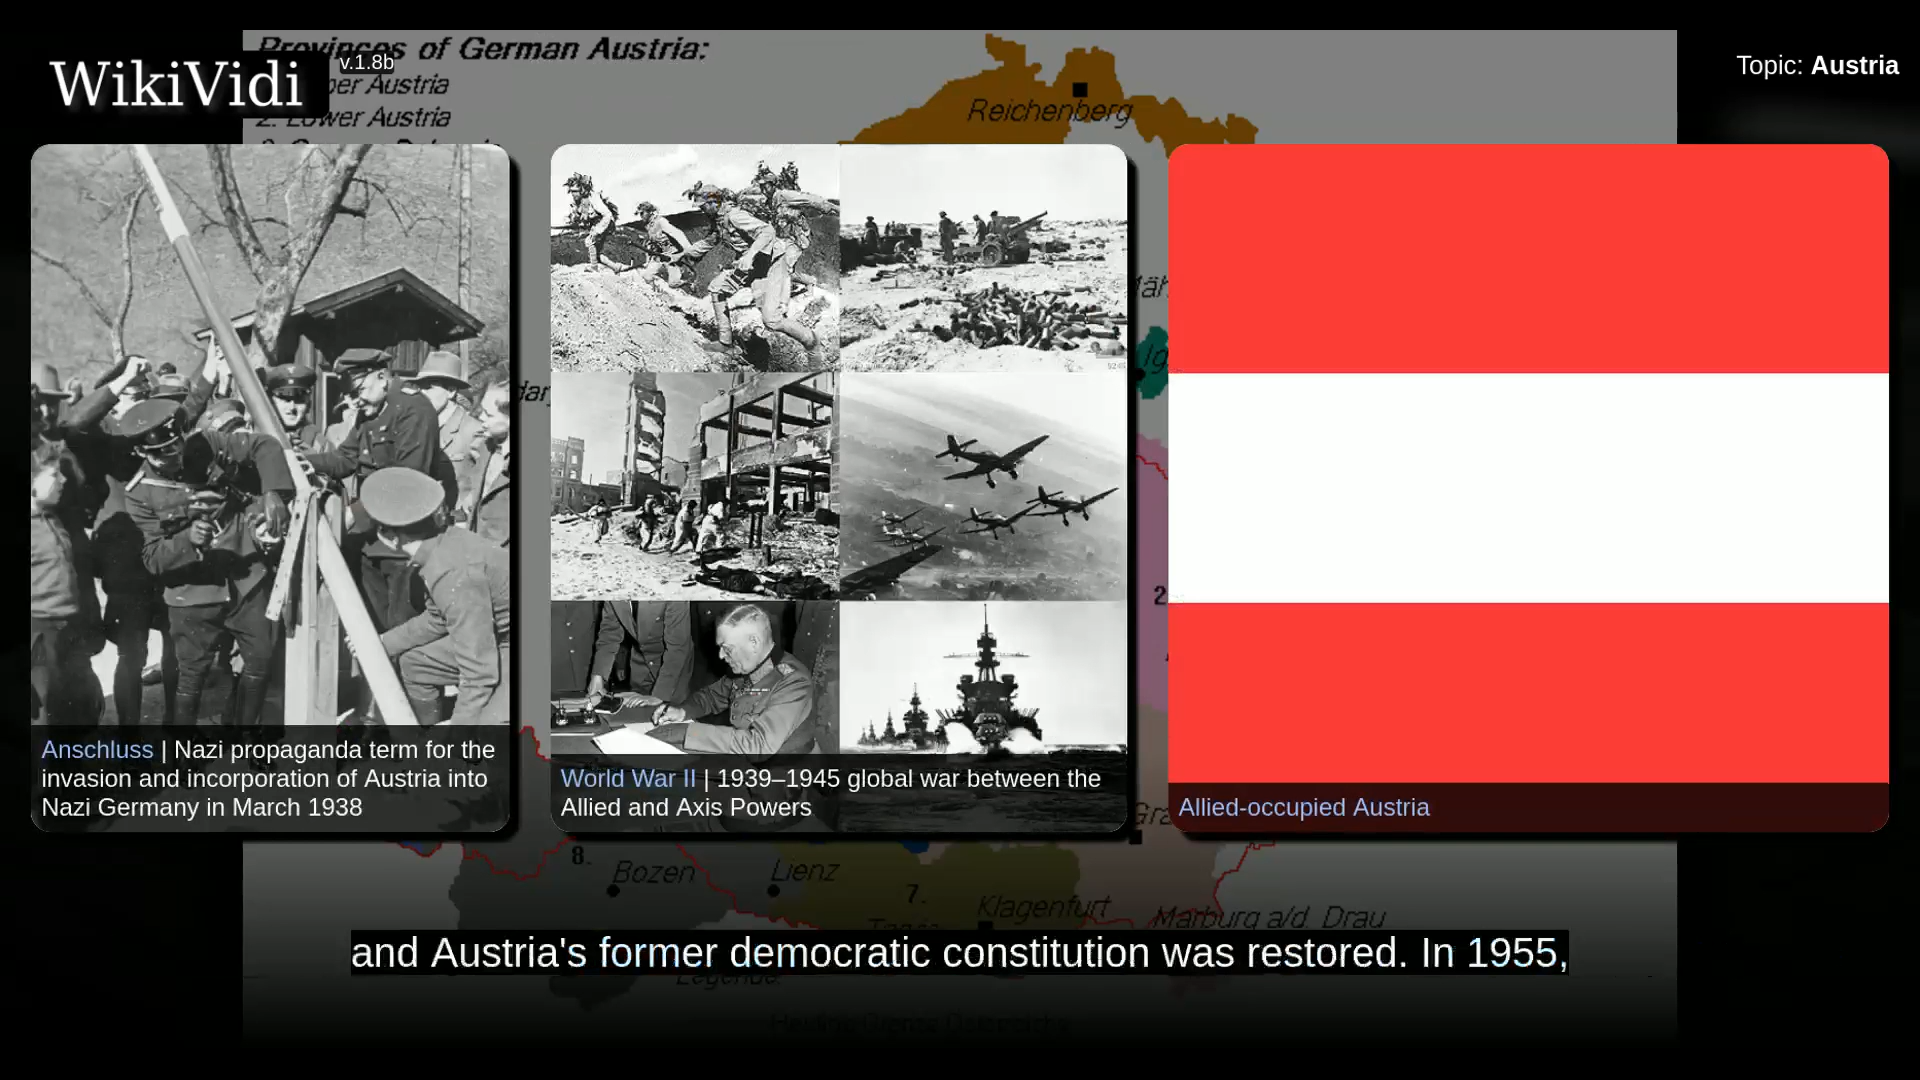 Provinces of German Austria:
WikiVidi
v.1.8b
Topic: Austria
per Austria
2. Lower Austria
Reichenberg
2
Anschluss | Nazi propaganda term for the
invasion and incorporation of Austria into
Nazi Germany in March 1938
World War II | 1939–1945 global war between the
Allied and Axis Powers
Allied-occupied Austria
8.
Bozen
Lienz
7.
Klagenfurt
Marburg a/d. Drau
and Austria's former democratic constitution was restored. In 1955,
Legende: